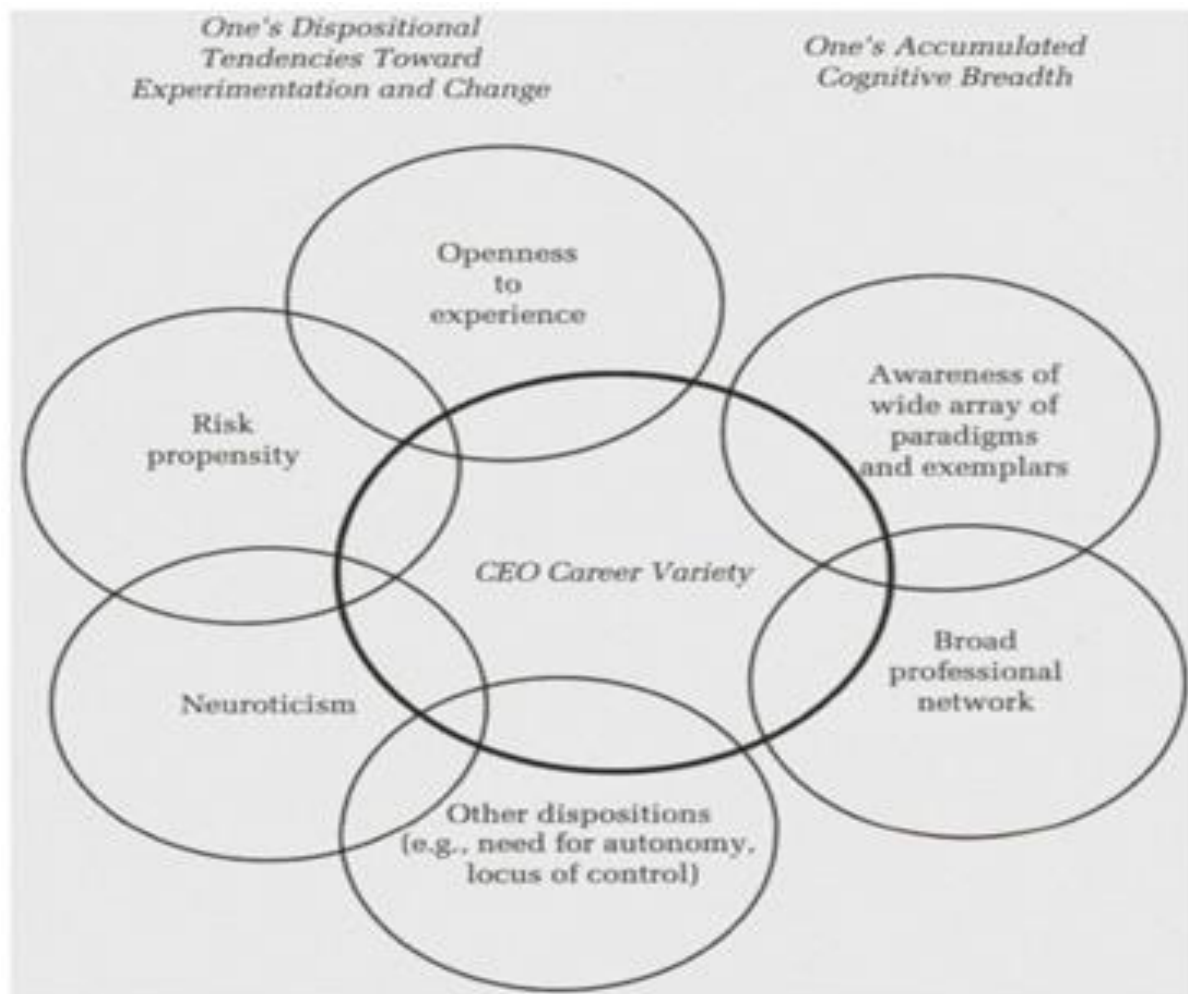 One's Dispositional
Tendencies Toward
Experimentation and Change
One's Accumulated
Cognitive Breadth
Openness
to
experience
Risk
propensity
Awareness of
wide array of
paradigms
and exemplars
CEO Career Variety
Neuroticism
Broad
professional
network
Other dispositions
(e.g., need for autonomy,
locus of control)